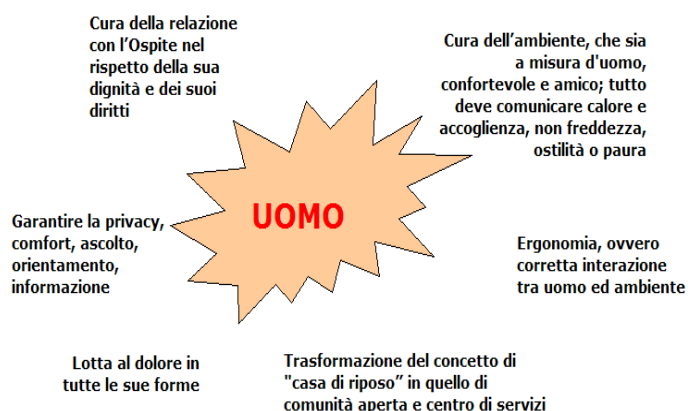 Cura della relazione
con l'Ospite nel
rispetto della sua
dignità e dei suoi
diritti
Cura dell'ambiente, che sia
a misura d'uomo,
confortevole e amico; tutto
deve comunicare calore e
accoglienza, non freddezza,
ostilità o paura
UOMO
Garantire la privacy,
comfort, ascolto,
orientamento,
informazione
Ergonomia, ovvero
corretta interazione
tra uomo ed ambiente
Lotta al dolore in
tutte le sue forme
Trasformazione del concetto di
"casa di riposo” in quello di
comunità aperta e centro di servizi